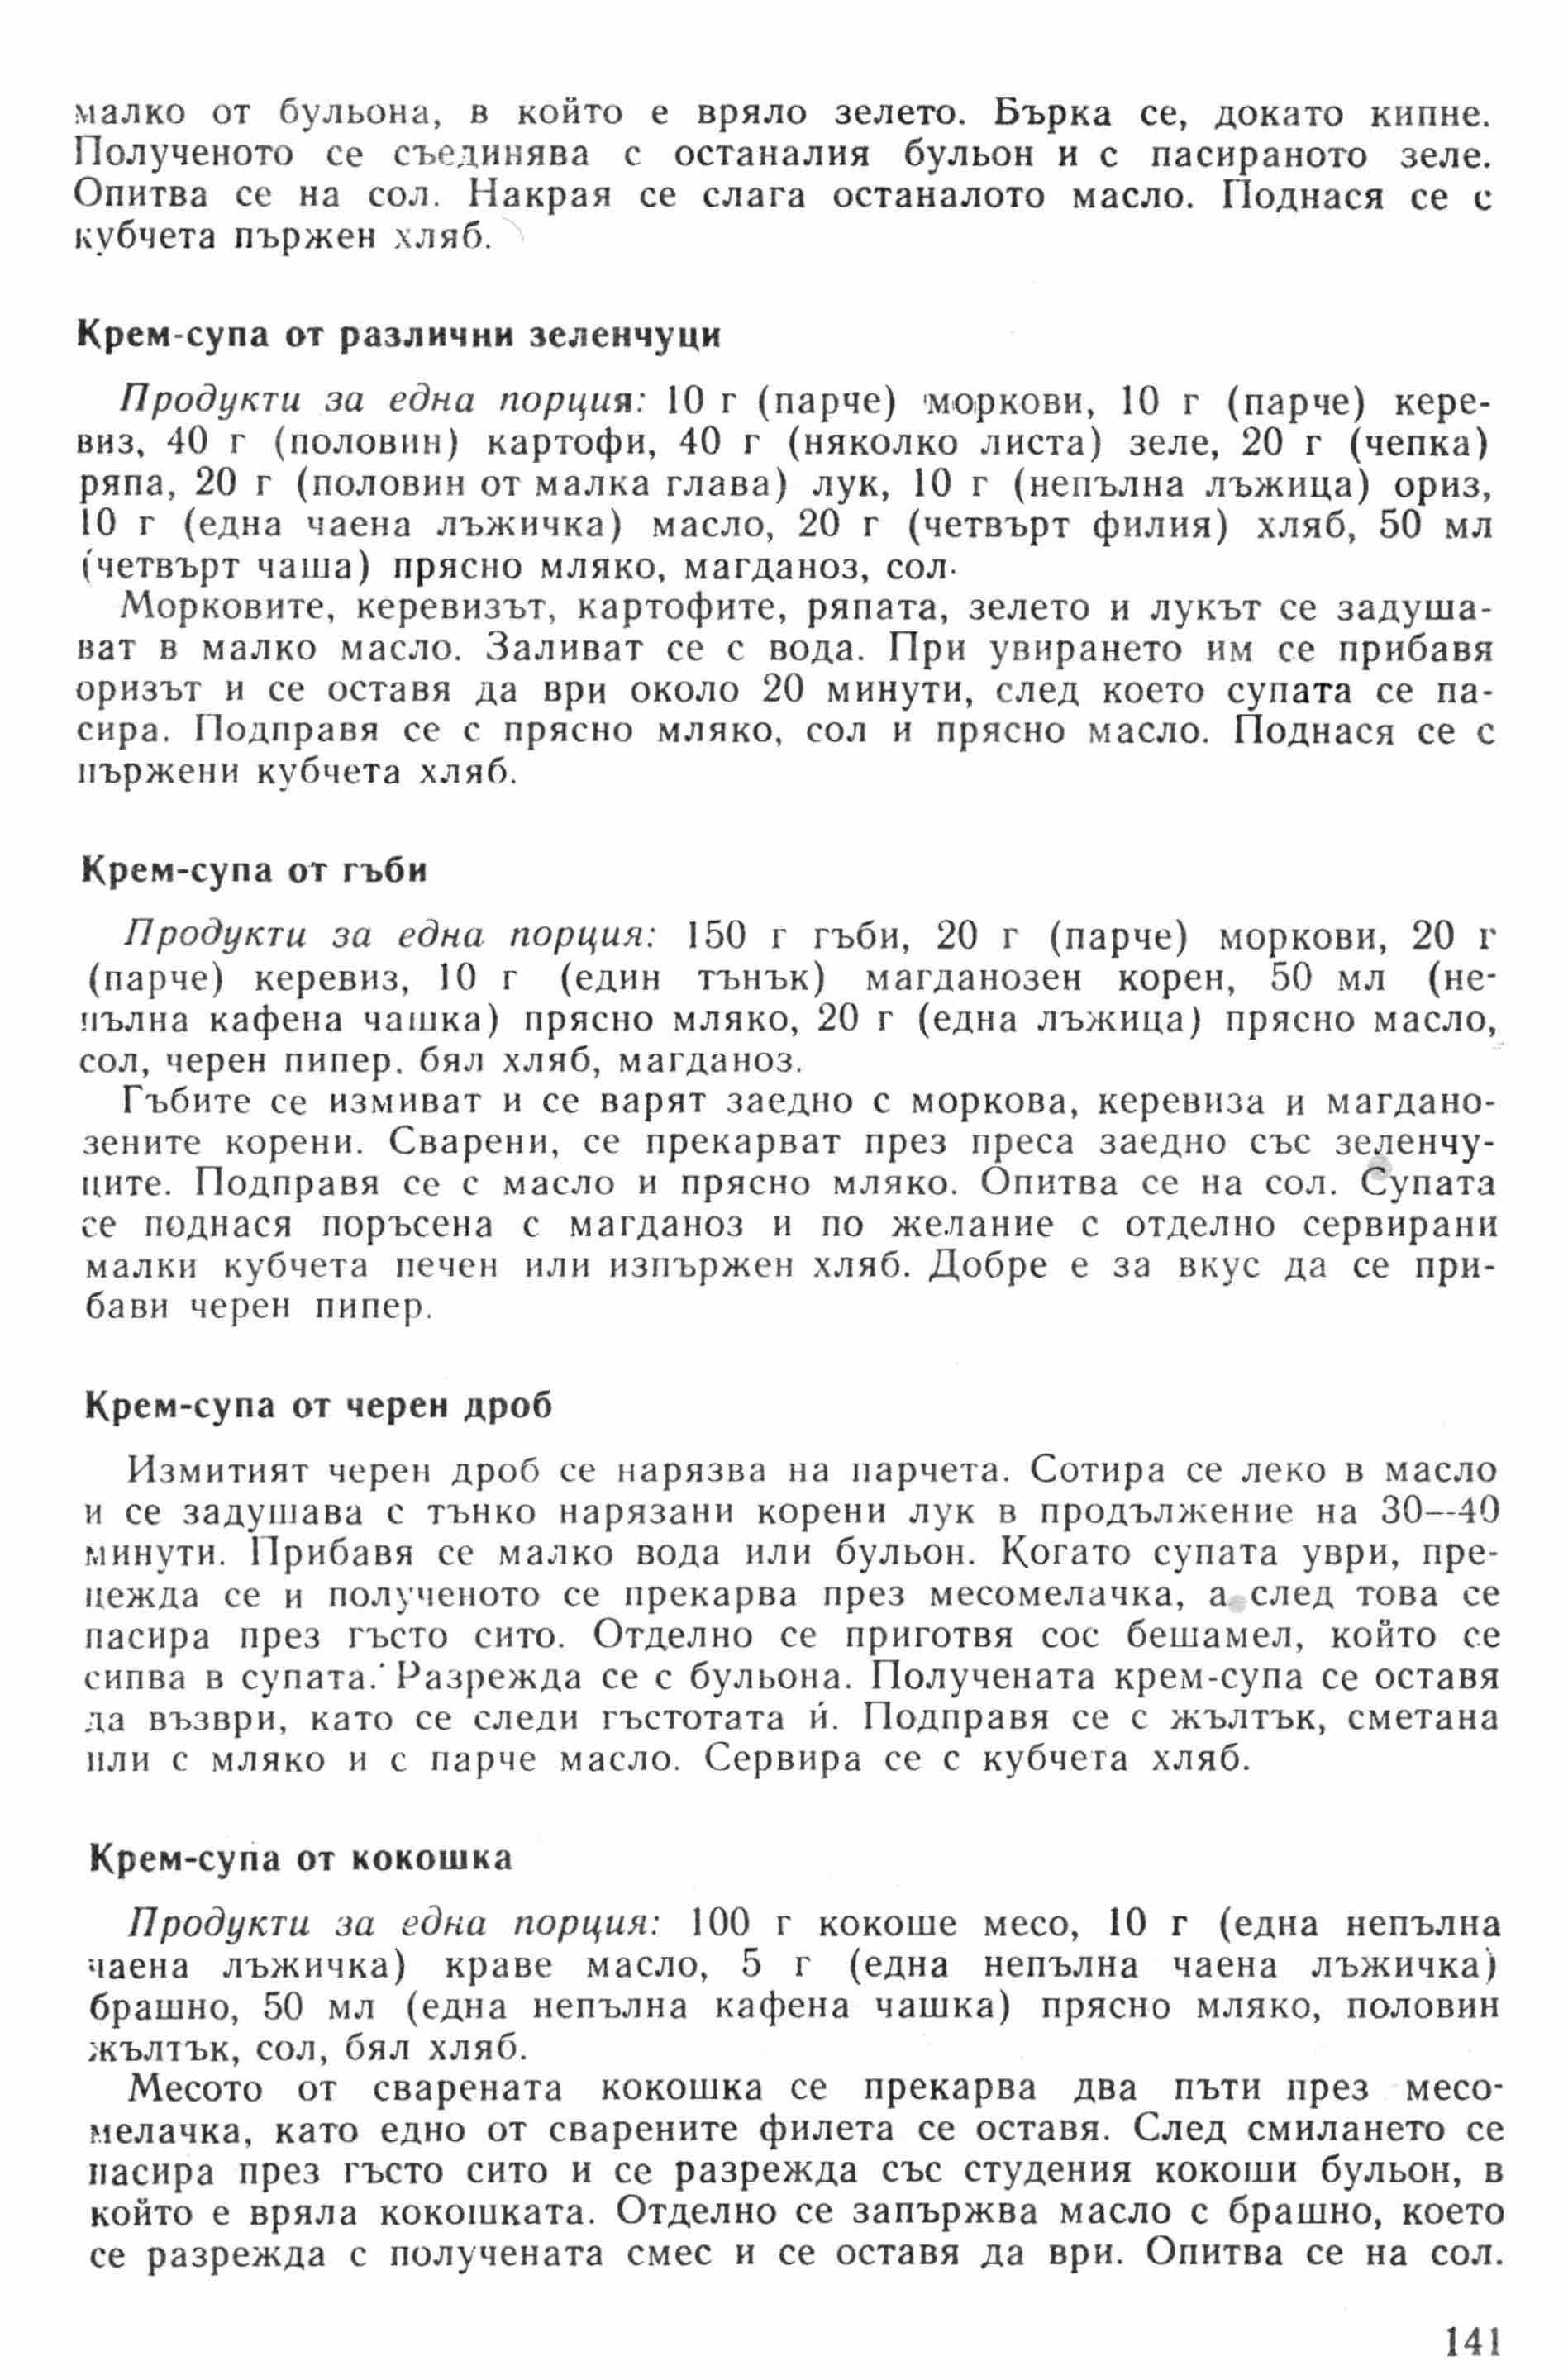 малко от бульона, в който е вряло зелето. Бърка се, докато кипне.
Полученото се съединява с останалия бульон и с пасираното зеле.
Опитва се на сол. Накрая се слага останалото масло. Поднася се с
кубчета пържен хляб.
Крем-супа от различни зеленчуци
Продукти за една порция: 10 г (парче) моркови, 10 г (парче) кере-
виз, 40 г (половин) картофи, 40 г (няколко листа) зеле, 20 г (чепка)
ряпа, 20 г (половин от малка глава) лук, 10 г (непълна лъжица) ориз,
10 г (една чаена лъжичка) масло, 20 г (четвърт филия) хляб, 50 мл
(четвърт чаша) прясно мляко, магданоз, сол.
Морковите, керевизът, картофите, ряпата, зелето и лукът се задуша-
ват в малко масло. Заливат се с вода. При увирането им се прибавя
оризът и се оставя да ври около 20 минути, след което супата се па-
сира. Подправя се с прясно мляко, сол и прясно масло. Поднася се с
пържени кубчета хляб.
Крем-супа от гъби
Продукти за една порция: 150 г гъби, 20 г (парче) моркови, 20 г
(парче) керевиз, 10 г (един тънък) магданозен корен, 50 мл (не-
пълна кафена чашка) прясно мляко, 20 г (една лъжица) прясно масло,
сол, черен пипер. бял хляб, магданоз.
Гъбите се измиват и се варят заедно с моркова, керевиза и магдано-
зените корени. Сварени, се прекарват през преса заедно със зеленчу-
ците. Подправя се с масло и прясно мляко. Опитва се на сол. Супата
се поднася поръсена с магданоз и по желание с отделно сервирани
малки кубчета печен или изпържен хляб. Добре е за вкус да се при-
бави черен пипер.
Крем-супа от черен дроб
Измитият черен дроб се нарязва на парчета. Сотира се леко в масло
и се задушава с тънко нарязани корени лук в продължение на 30—40
минути. Прибавя се малко вода или бульон. Когато супата уври, пре-
цежда се и полученото се прекарва през месомелачка, а след това се
пасира през гъсто сито. Отделно се приготвя сос бешамел, който се
сипва в супата. Разрежда се с бульона. Получената крем-супа се оставя
да възври, като се следи гъстотата ѝ. Подправя се с жълтък, сметана
или с мляко и с парче масло. Сервира се с кубчета хляб.
Крем-супа от кокошка
Продукти за една порция: 100 г кокоше месо, 10 г (една непълна
чаена лъжичка) краве масло, 5 г (една непълна чаена лъжичка)
брашно, 50 мл (една непълна кафена чашка) прясно мляко, половин
жълтък, сол, бял хляб.
Месото от сварената кокошка се прекарва два пъти през месо-
мелачка, като едно от сварените филета се оставя. След смилането се
пасира през гъсто сито и се разрежда със студения кокоши бульон, в
който е вряла кокошката. Отделно се запържва масло с брашно, което
се разрежда с получената смес и се оставя да ври. Опитва се на сол.
141